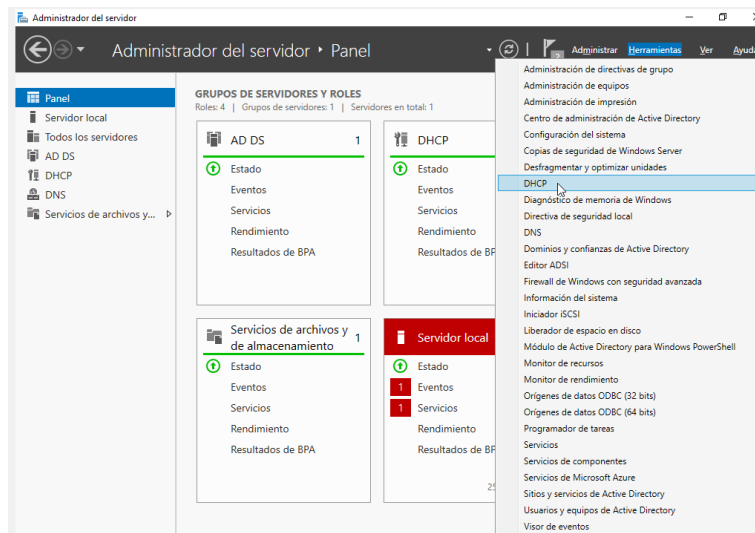 Administrador del servidor
Administrador del servidor • Panel
Administrar Herramientas Ver Ayuda
Panel
Servidor local
Todos los servidores
AD DS
DHCP
DNS
Servicios de archivos y...
GRUPOS DE SERVIDORES Y ROLES
Roles: 4 | Grupos de servidores: 1 | Servidores en total: 1
AD DS 1
Estado
Eventos
Servicios
Rendimiento
Resultados de BPA
DHCP
Estado
Eventos
Servicios
Rendimiento
Resultados de BP
Servicios de archivos y
de almacenamiento 1
Estado
Eventos
Servicios
Rendimiento
Resultados de BPA
Servidor local
Estado
1 Eventos
1 Servicios
Rendimiento
Resultados de BP
Administración de directivas de grupo
Administración de equipos
Administración de impresión
Centro de administración de Active Directory
Configuración del sistema
Copias de seguridad de Windows Server
Desfragmentar y optimizar unidades
DHCP
Diagnóstico de memoria de Windows
Directiva de seguridad local
DNS
Dominios y confianzas de Active Directory
Editor ADSI
Firewall de Windows con seguridad avanzada
Información del sistema
Iniciador iSCSI
Liberador de espacio en disco
Módulo de Active Directory para Windows PowerShell
Monitor de recursos
Monitor de rendimiento
Orígenes de datos ODBC (32 bits)
Orígenes de datos ODBC (64 bits)
Programador de tareas
Servicios
Servicios de componentes
Servicios de Microsoft Azure
Sitios y servicios de Active Directory
Usuarios y equipos de Active Directory
Visor de eventos